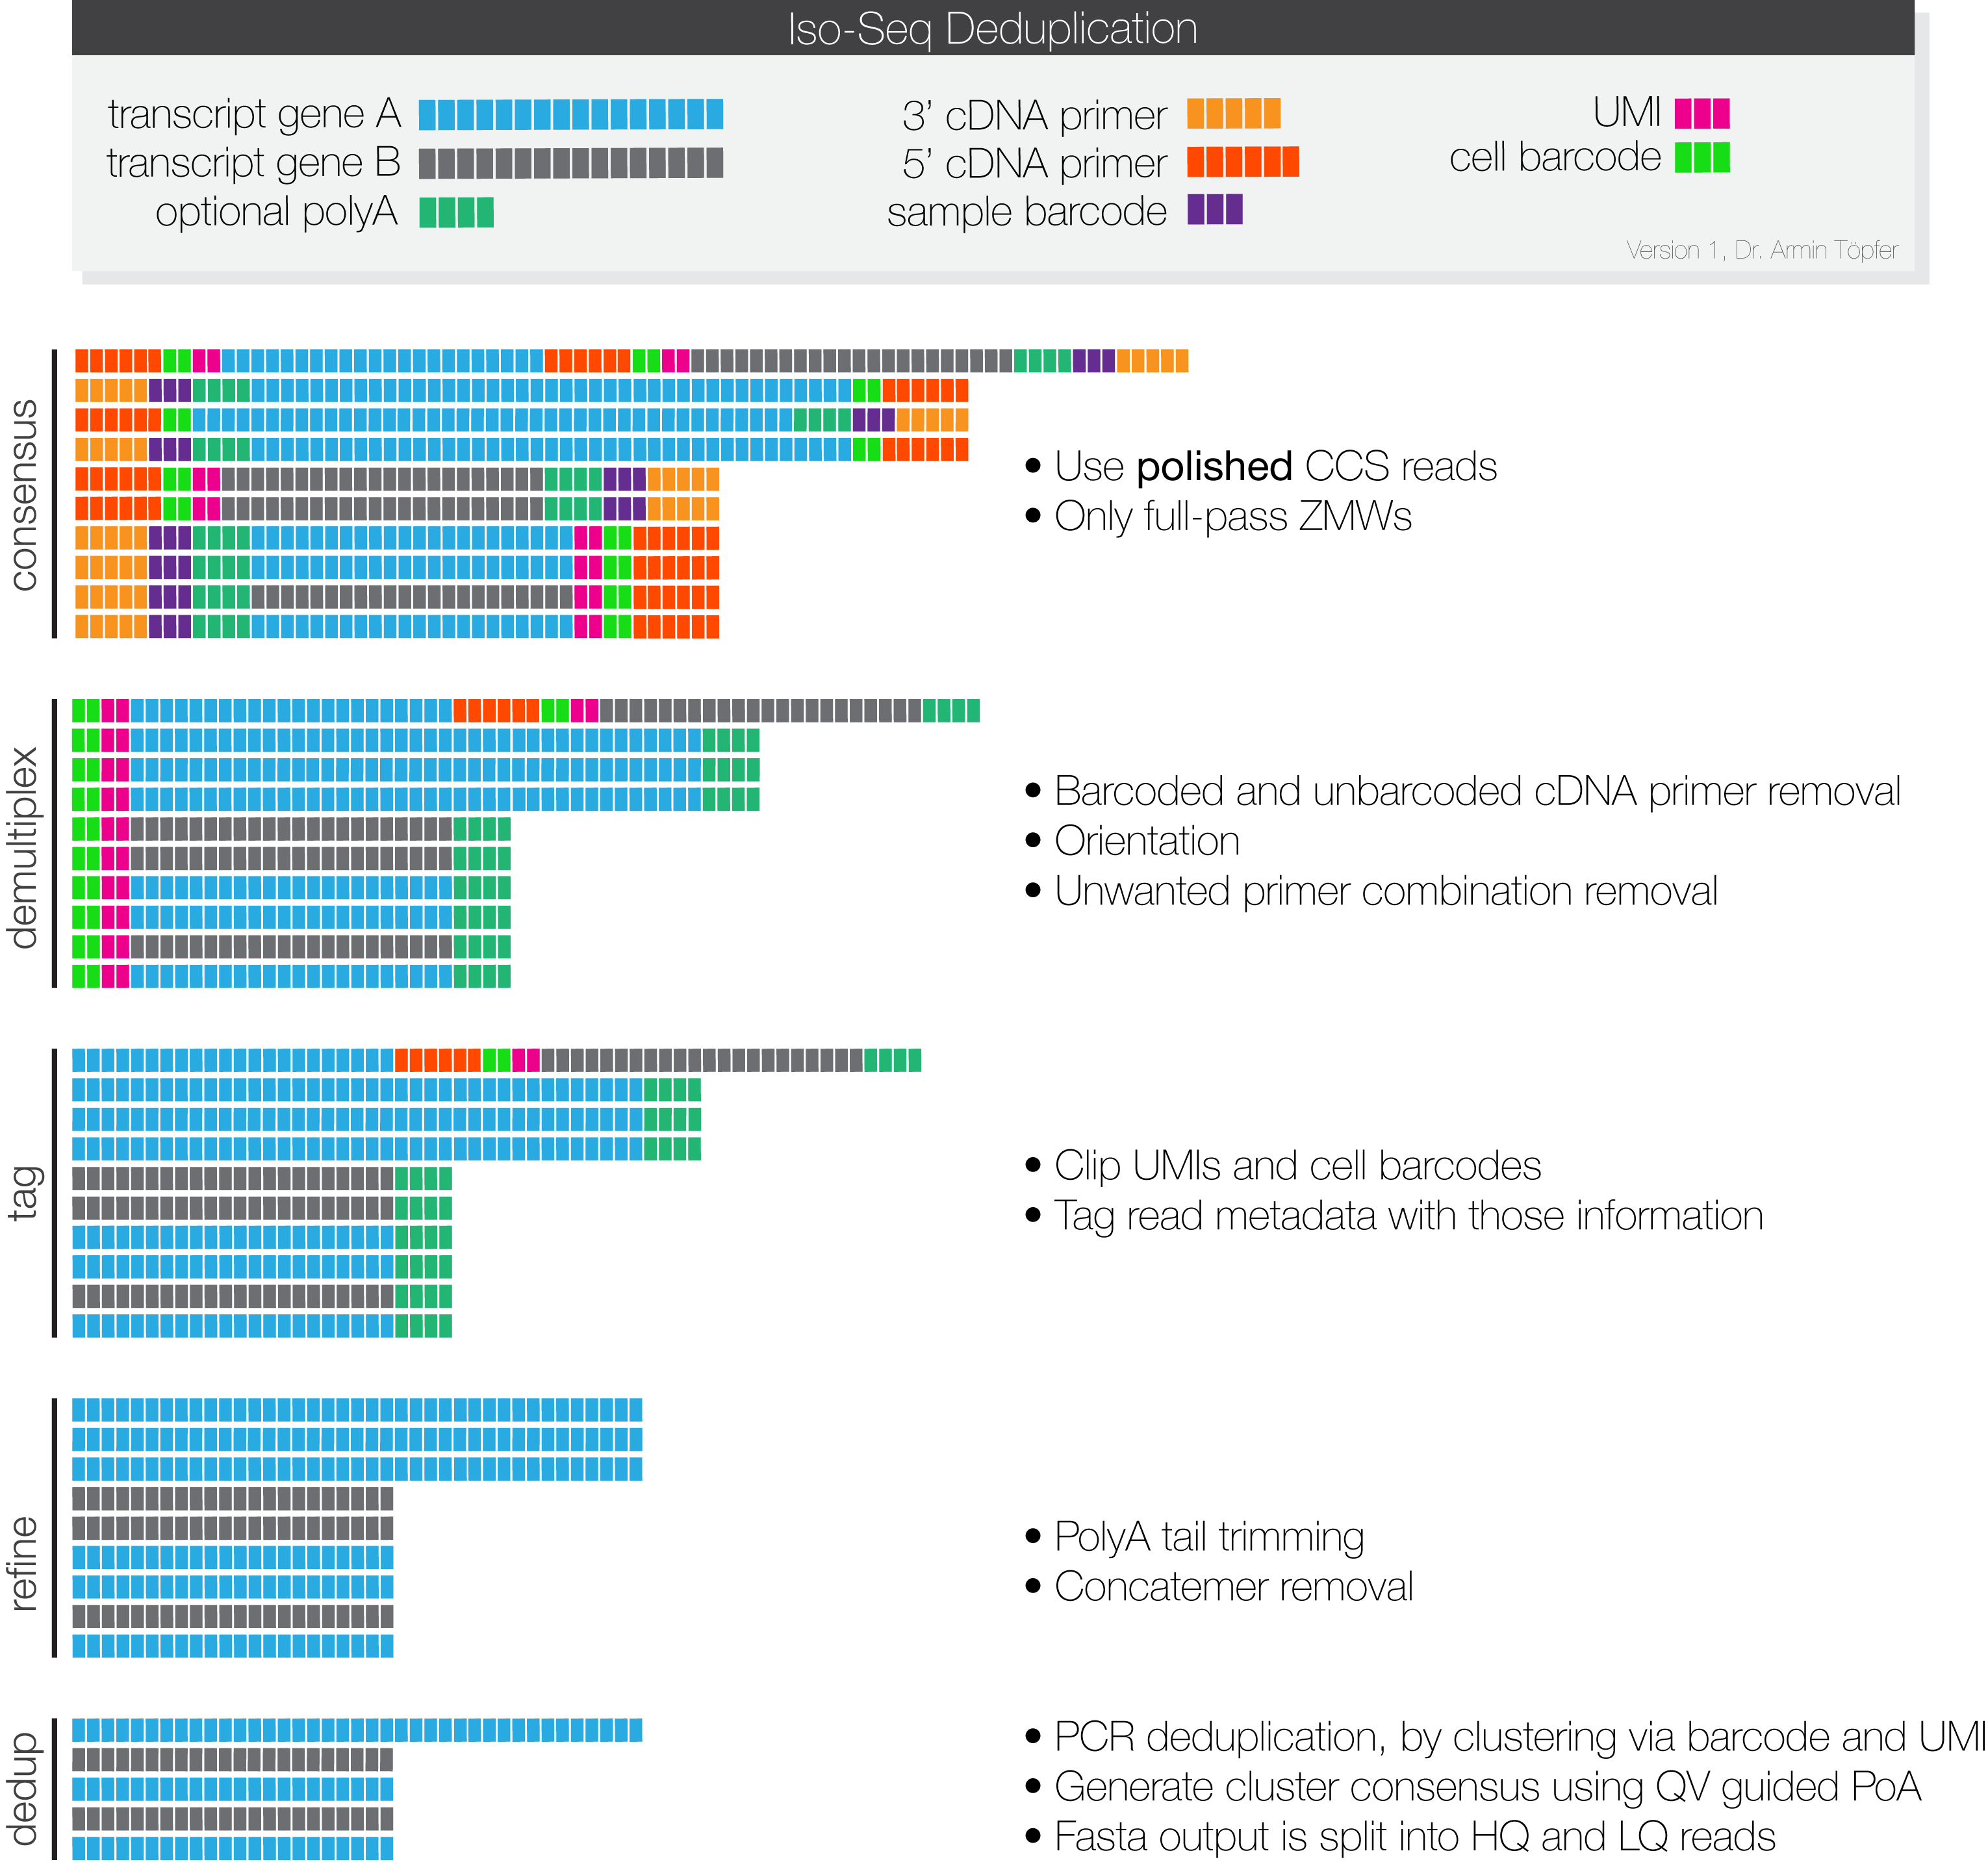 Iso-Seq Deduplication
transcript gene A
transcript gene B
optional polyA
3’ cDNA primer
5’ cDNA primer
sample barcode
UMI
cell barcode
Version 1, Dr. Armin Töpfer
consensus
• Use polished CCS reads
• Only full-pass ZMWs
demultiplex
• Barcoded and unbarcoded cDNA primer removal
• Orientation
• Unwanted primer combination removal
tag
• Clip UMIs and cell barcodes
• Tag read metadata with those information
refine
• PolyA tail trimming
• Concatemer removal
dedup
• PCR deduplication, by clustering via barcode and UMI
• Generate cluster consensus using QV guided PoA
• Fasta output is split into HQ and LQ reads